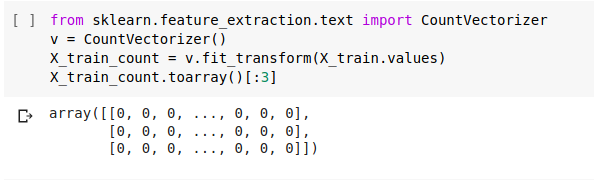 [ ] from sklearn.feature_extraction.text import CountVectorizer
v = CountVectorizer()
X_train_count = v.fit_transform(X_train.values)
X_train_count.toarray()[:3]
array([[0, 0, 0, ..., 0, 0, 0],
[0, 0, 0, ..., 0, 0, 0],
[0, 0, 0, ..., 0, 0, 0]])